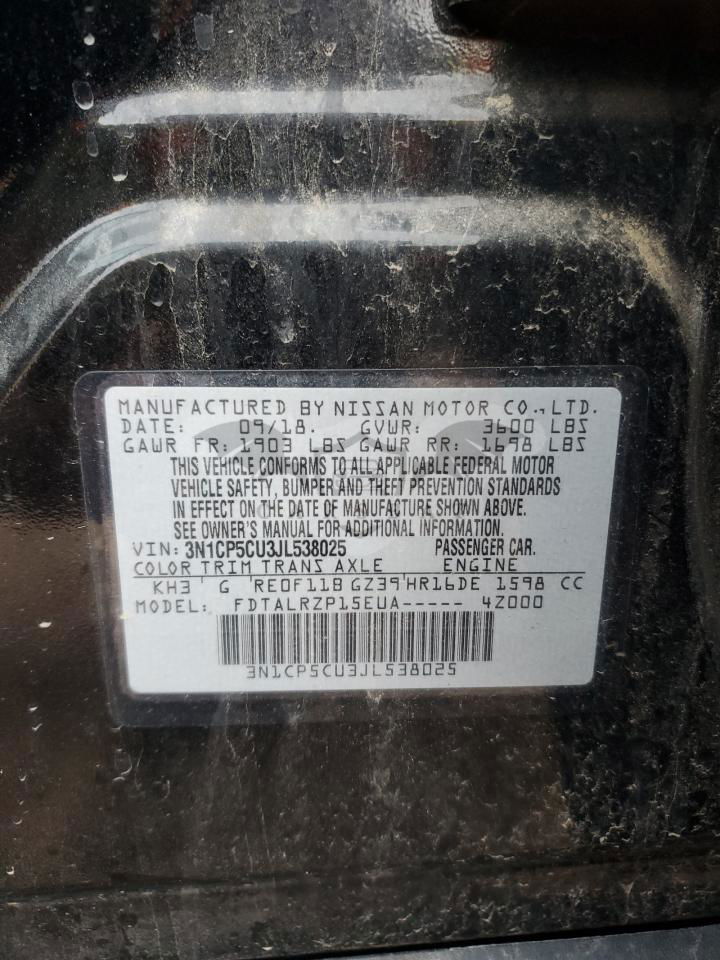 MANUFACTURED BY NISSAN MOTOR CO., LTD.
DATE: 09/18. GVWR: 3600 LBS
GAWR FR: 1903 LBS GAWR RR: 1698 LBS
THIS VEHICLE CONFORMS TO ALL APPLICABLE FEDERAL MOTOR
VEHICLE SAFETY, BUMPER AND THEFT PREVENTION STANDARDS
IN EFFECT ON THE DATE OF MANUFACTURE SHOWN ABOVE.
SEE OWNER'S MANUAL FOR ADDITIONAL INFORMATION.
VIN: 3N1CP5CU3JL538025 PASSENGER CAR.
COLOR TRIM TRANS AXLE ENGINE
KH3 G RE0F11B GZ39 HR16DE 1598 CC
MODEL: FDTALRZP15EUA----- 4Z000
3N1CP5CU3JL538025